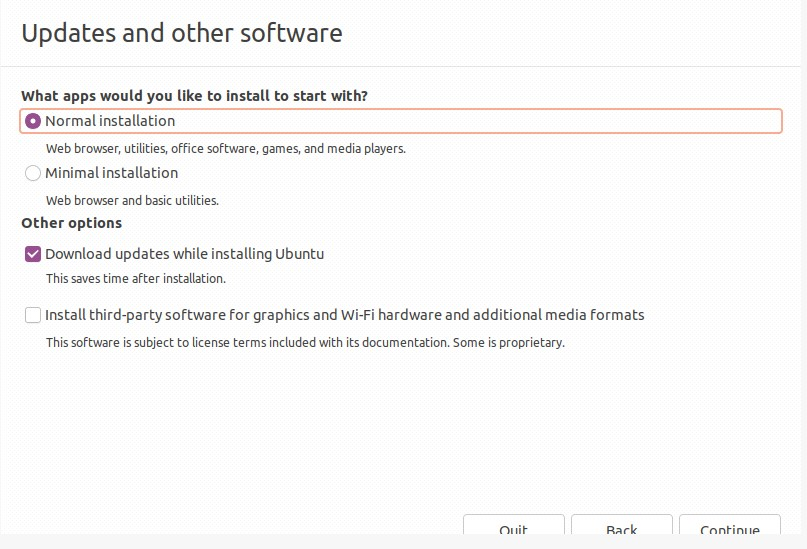 Updates and other software
What apps would you like to install to start with?
Normal installation
Web browser, utilities, office software, games, and media players.
Minimal installation
Web browser and basic utilities.
Other options
Download updates while installing Ubuntu
This saves time after installation.
Install third-party software for graphics and Wi-Fi hardware and additional media formats
This software is subject to license terms included with its documentation. Some is proprietary.
Quit Back Continue